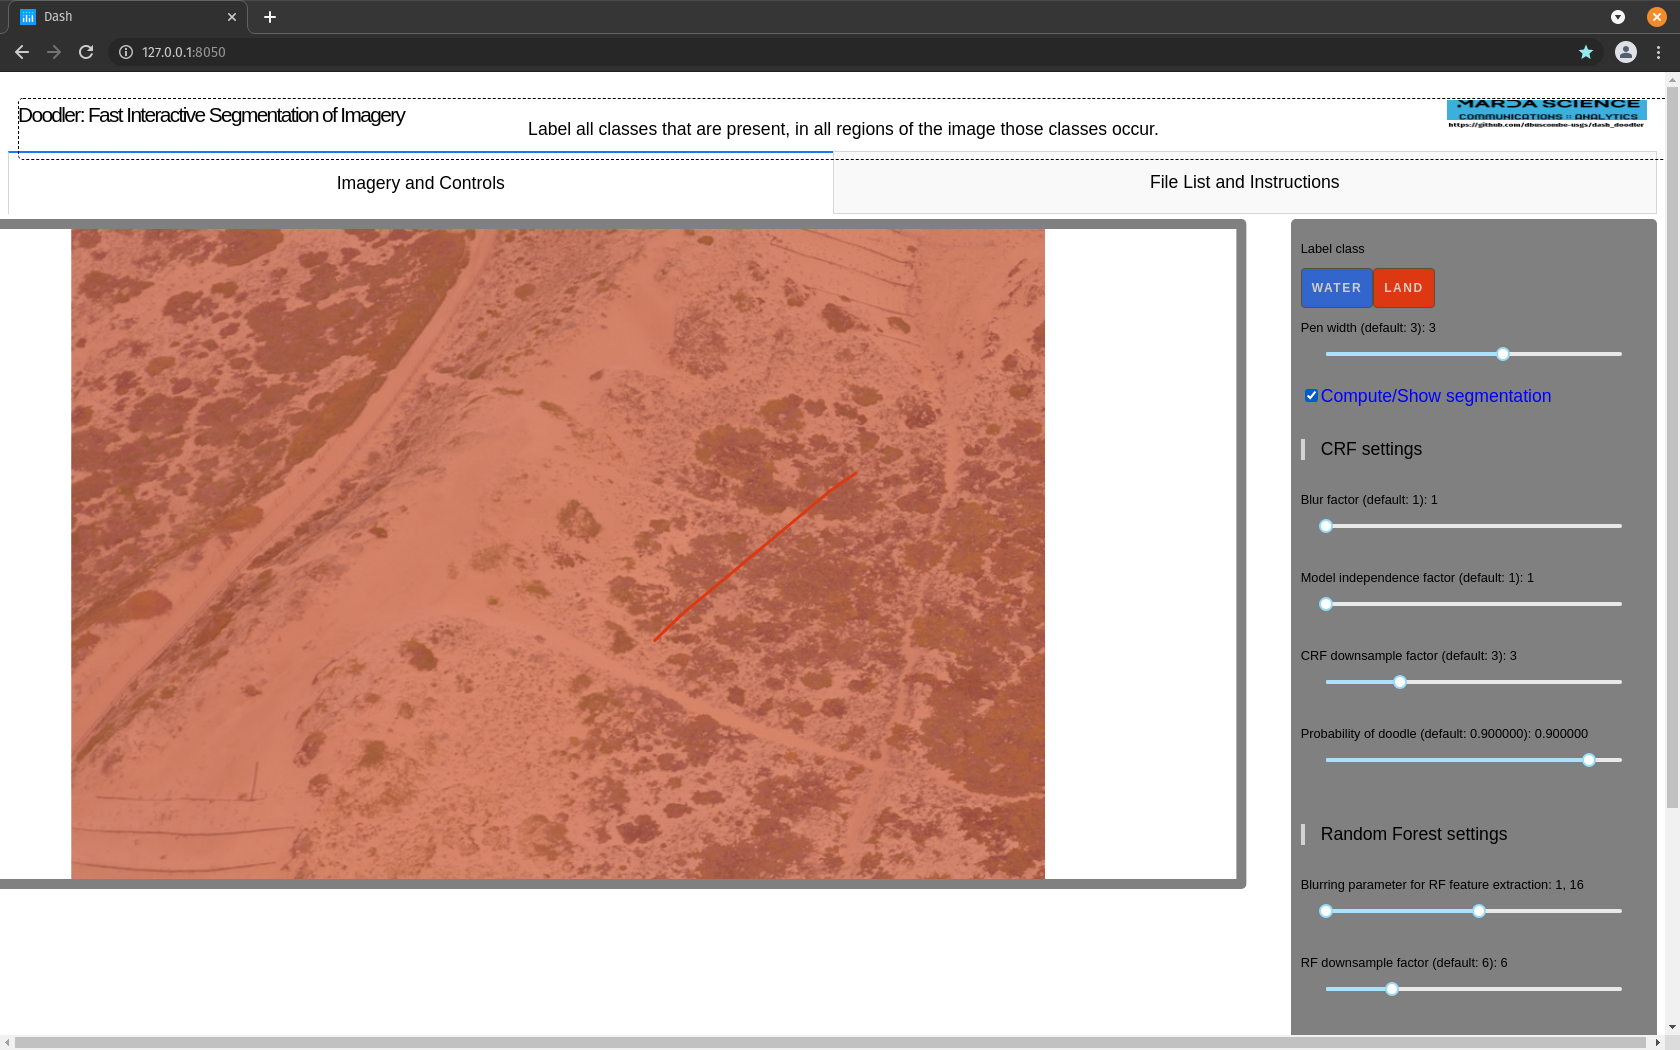 Dash
127.0.0.1:8050
Doodler: Fast Interactive Segmentation of Imagery
Label all classes that are present, in all regions of the image those classes occur.
MARDA SCIENCE
COMMUNICATIONS :: ANALYTICS
https://github.com/dbuscombe-usgs/dash_doodler
Imagery and Controls
File List and Instructions
Label class
WATER LAND
Pen width (default: 3): 3
Compute/Show segmentation
CRF settings
Blur factor (default: 1): 1
Model independence factor (default: 1): 1
CRF downsample factor (default: 3): 3
Probability of doodle (default: 0.900000): 0.900000
Random Forest settings
Blurring parameter for RF feature extraction: 1, 16
RF downsample factor (default: 6): 6